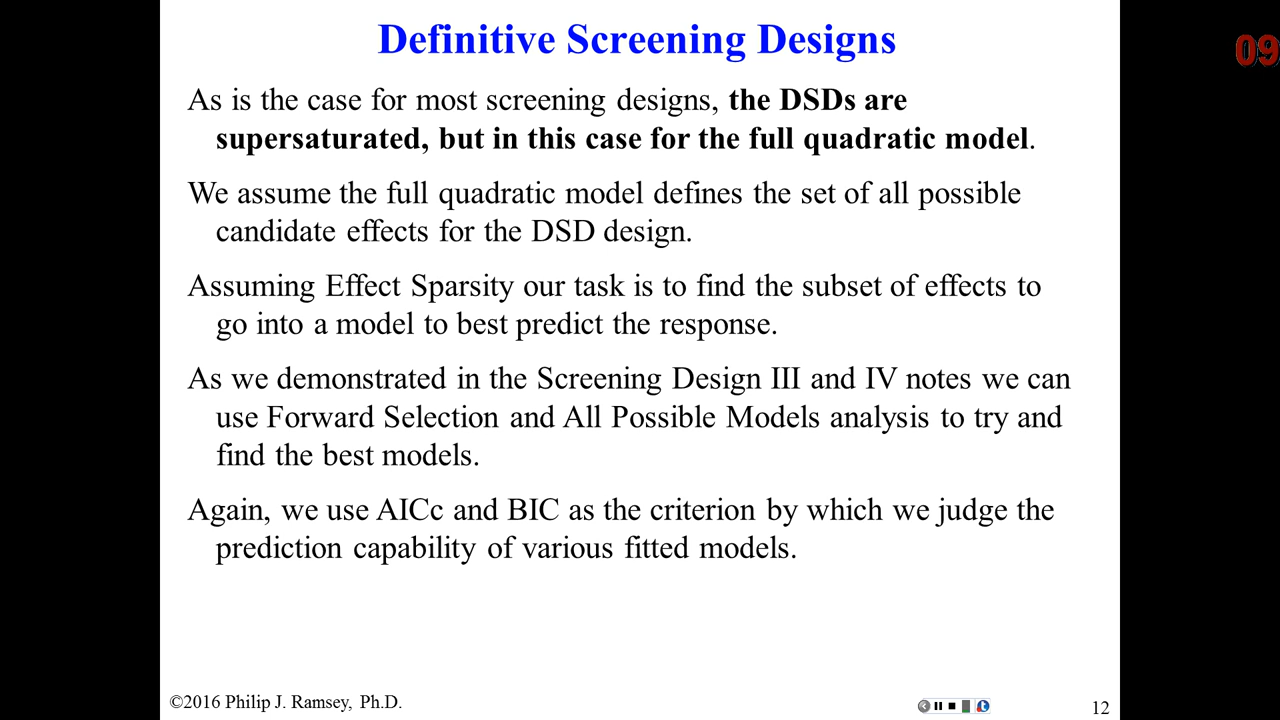 Definitive Screening Designs
09
As is the case for most screening designs, the DSDs are
supersaturated, but in this case for the full quadratic model.
We assume the full quadratic model defines the set of all possible
candidate effects for the DSD design.
Assuming Effect Sparsity our task is to find the subset of effects to
go into a model to best predict the response.
As we demonstrated in the Screening Design III and IV notes we can
use Forward Selection and All Possible Models analysis to try and
find the best models.
Again, we use AICc and BIC as the criterion by which we judge the
prediction capability of various fitted models.
©2016 Philip J. Ramsey, Ph.D.
12